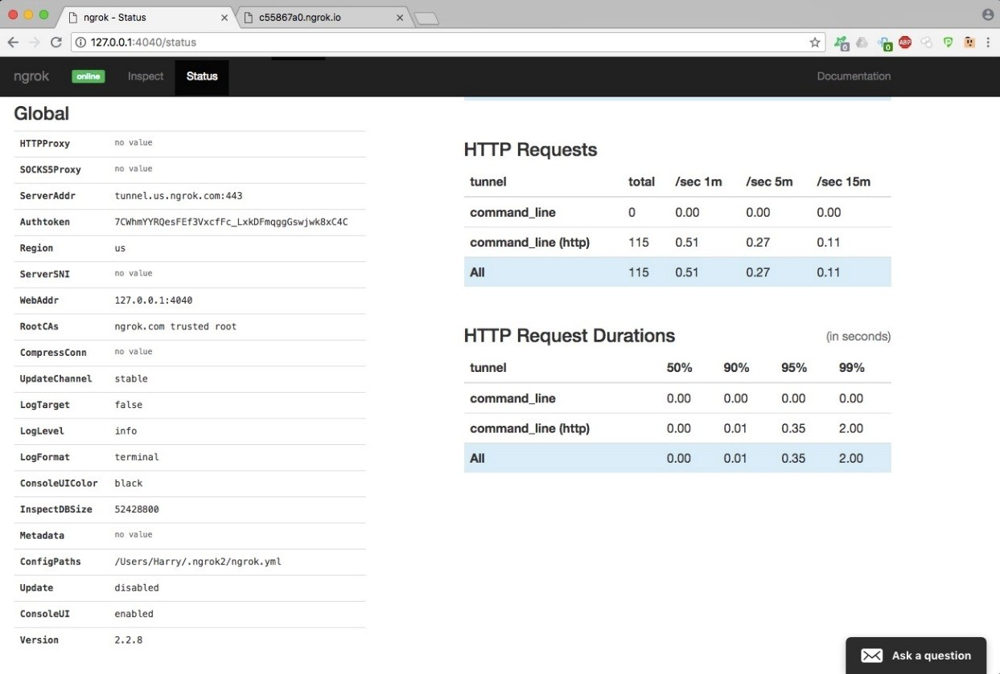 ngrok - Status
c55867a0.ngrok.io
127.0.0.1:4040/status
0
0
ABP
ngrok online Inspect Status Documentation
Global
HTTPProxy no value
SOCKS5Proxy no value
ServerAddr tunnel.us.ngrok.com:443
Authtoken 7CWhmYYRQesFEf3VxcfFc_LxkDFmqggGswjwk8xC4C
Region us
ServerSNI no value
WebAddr 127.0.0.1:4040
RootCAs ngrok.com trusted root
CompressConn no value
UpdateChannel stable
LogTarget false
LogLevel info
LogFormat terminal
ConsoleUIColor black
InspectDBSize 52428800
Metadata no value
ConfigPaths /Users/Harry/.ngrok2/ngrok.yml
Update disabled
ConsoleUI enabled
Version 2.2.8
HTTP Requests
tunnel total /sec 1m /sec 5m /sec 15m
command_line 0 0.00 0.00 0.00
command_line (http) 115 0.51 0.27 0.11
All 115 0.51 0.27 0.11
HTTP Request Durations (in seconds)
tunnel 50% 90% 95% 99%
command_line 0.00 0.00 0.00 0.00
command_line (http) 0.00 0.01 0.35 2.00
All 0.00 0.01 0.35 2.00
Ask a question